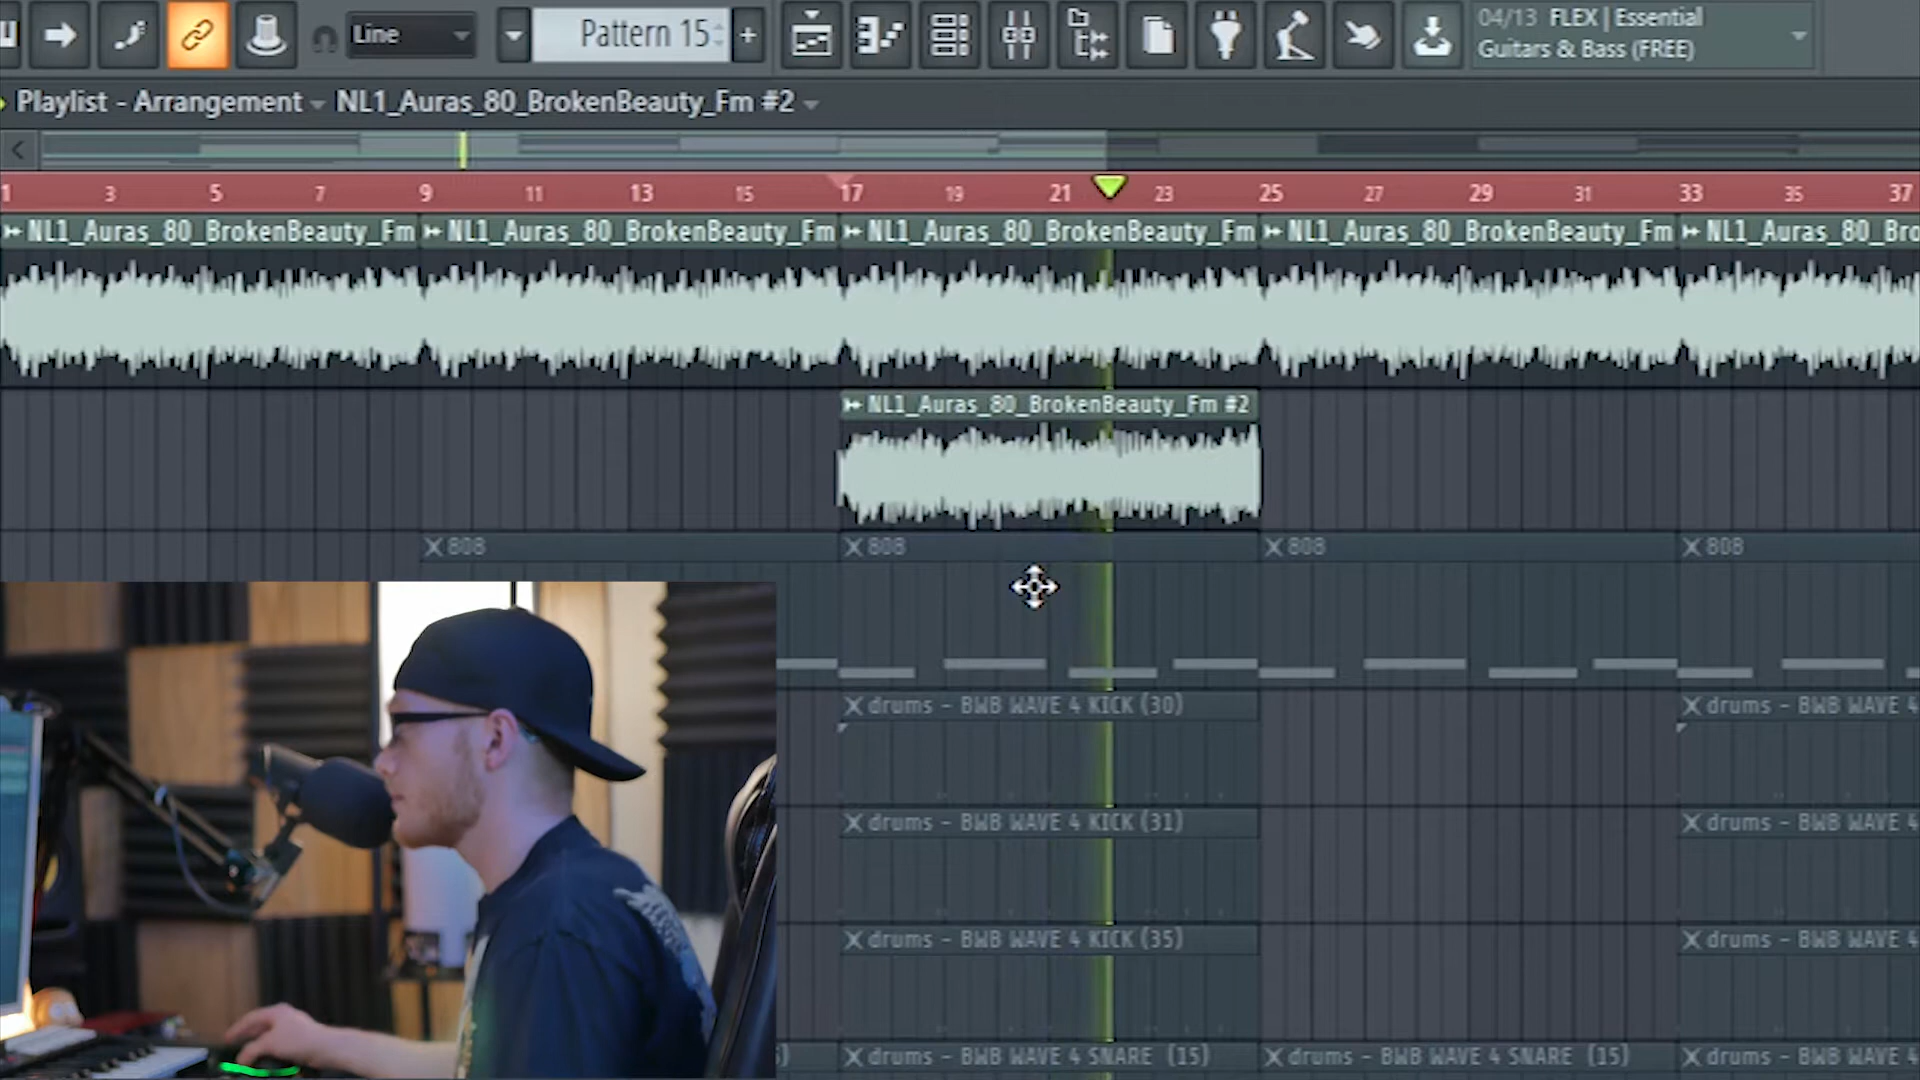 Line
Pattern 15
+
04/13 FLEX | Essential
Guitars & Bass (FREE)
Playlist - Arrangement
NL1_Auras_80_BrokenBeauty_Fm #2
1 3 5 7 9 11 13 15 17 19 21 23 25 27 29 31 33 35 37
NL1_Auras_80_BrokenBeauty_Fm
NL1_Auras_80_BrokenBeauty_Fm
NL1_Auras_80_BrokenBeauty_Fm
NL1_Auras_80_BrokenBeauty_Fm
NL1_Auras_80_Bro
NL1_Auras_80_BrokenBeauty_Fm #2
808
808
808
808
drums - BWB WAVE 4 KICK (30)
drums - BWB WAVE 4
drums - BWB WAVE 4 KICK (31)
drums - BWB WAVE 4
drums - BWB WAVE 4 KICK (35)
drums - BWB WAVE 4
drums - BWB WAVE 4 SNARE (15)
drums - BWB WAVE 4 SNARE (15)
drums - BWB WAVE 4